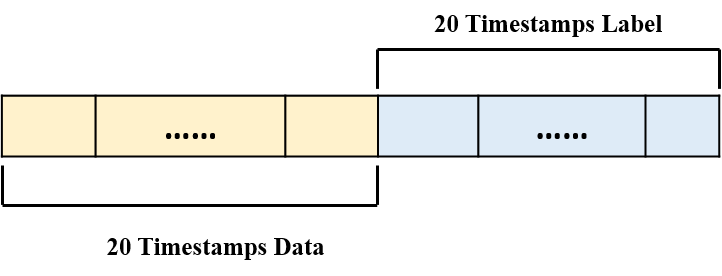 20 Timestamps Label
...... ......
20 Timestamps Data